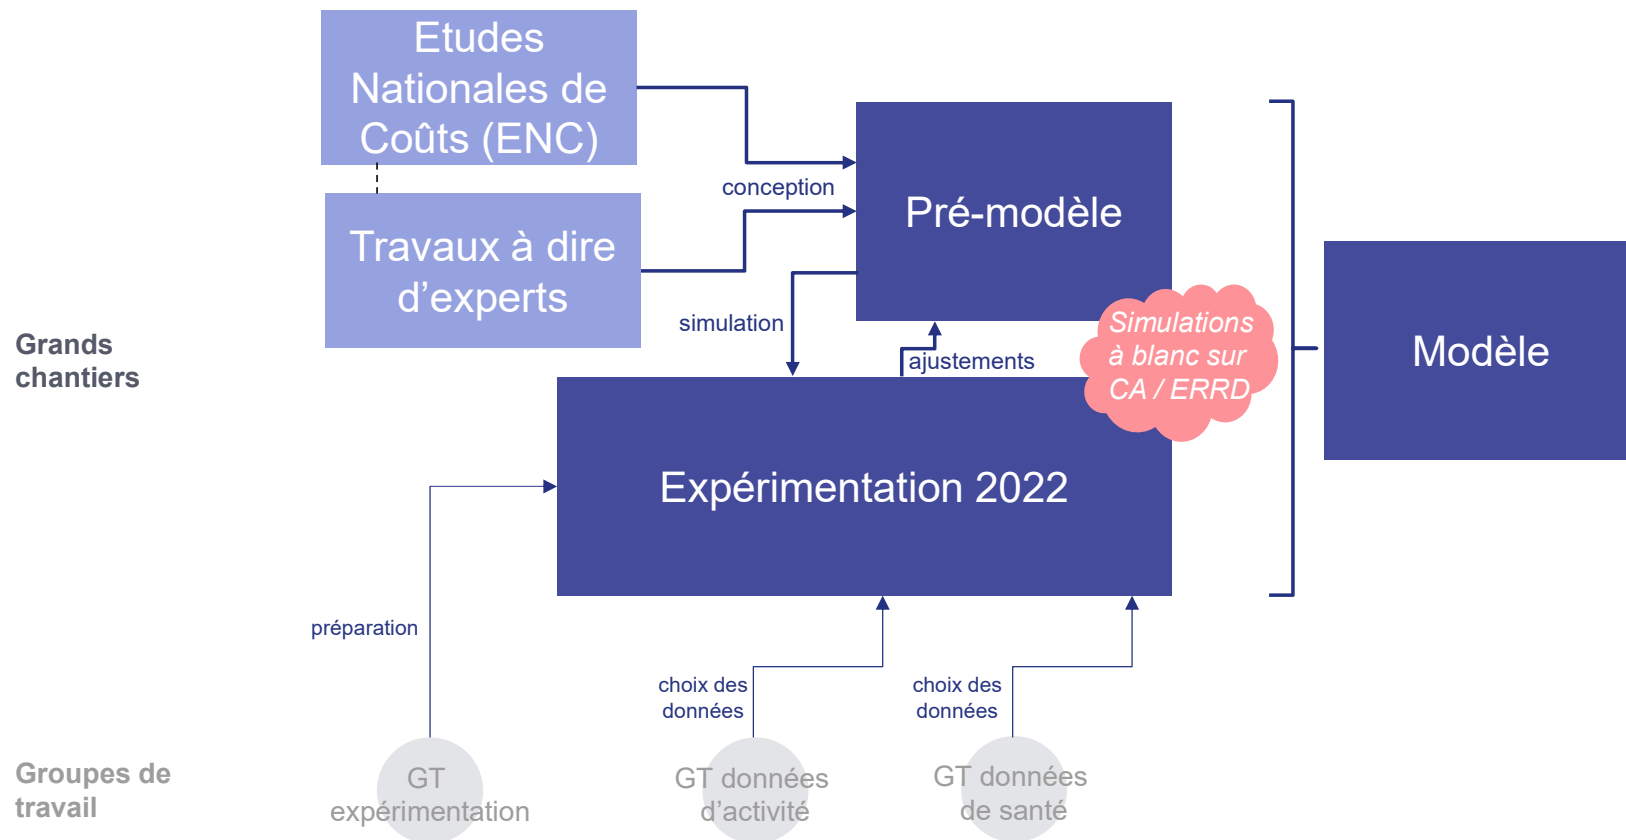 Etudes
Nationales de
Coûts (ENC)
Travaux à dire
d’experts
conception
Pré-modèle
simulation
ajustements
Simulations
à blanc sur
CA / ERRD
Modèle
Grands
chantiers
Expérimentation 2022
préparation
choix des
données
choix des
données
Groupes de
travail
GT
expérimentation
GT données
d’activité
GT données
de santé